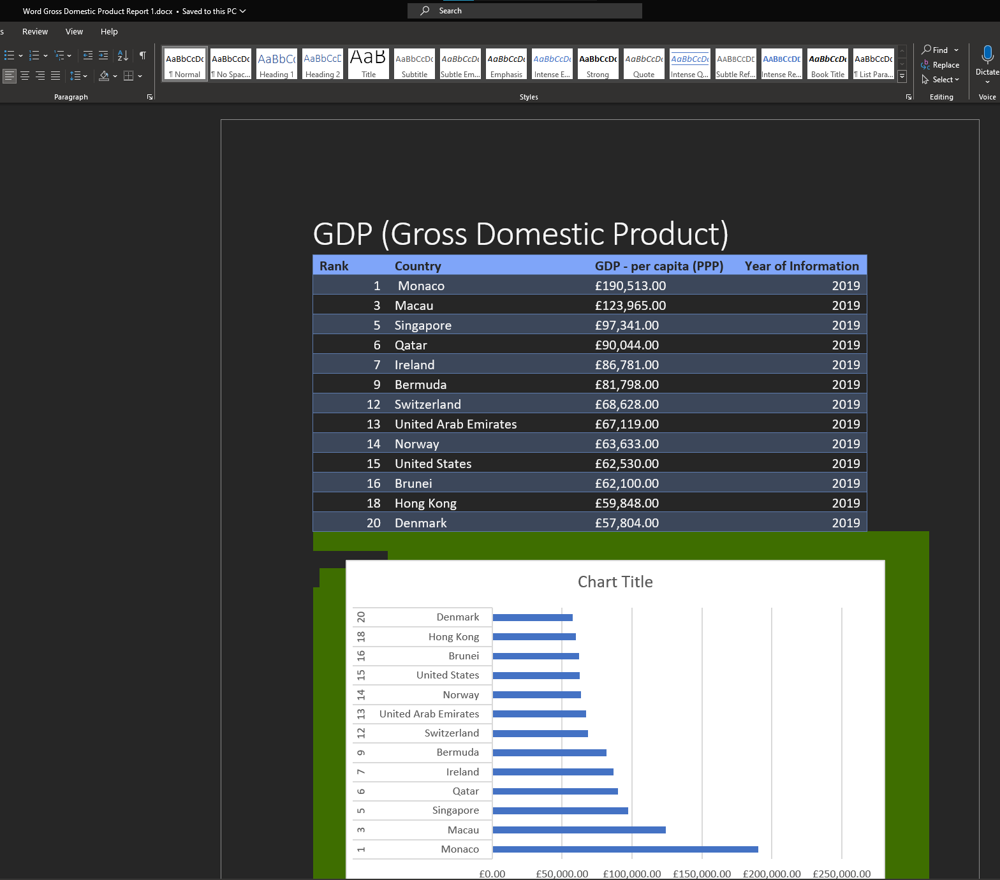 Word Gross Domestic Product Report 1.docx • Saved to this PC
Search
s Review View Help
AaBbCcDc AaBbCcDc AaBbCc AaBbCcD AaB AaBbCcDc AaBbCcDc AaBbCcDc AaBbCcDc AaBbCcDc AaBbCcDc AaBbCcDc AaBbCcDd AaBbCcDd AaBbCcDc AaBbCcDc
¶ Normal ¶ No Spac... Heading 1 Heading 2 Title Subtitle Subtle Em... Emphasis Intense E... Strong Quote Intense Q... Subtle Ref... Intense Re... Book Title ¶ List Para...
Find
Replace
Select
Dictate
Paragraph Styles Editing Voice
GDP (Gross Domestic Product)
Rank Country GDP - per capita (PPP) Year of Information
1 Monaco £190,513.00 2019
3 Macau £123,965.00 2019
5 Singapore £97,341.00 2019
6 Qatar £90,044.00 2019
7 Ireland £86,781.00 2019
9 Bermuda £81,798.00 2019
12 Switzerland £68,628.00 2019
13 United Arab Emirates £67,119.00 2019
14 Norway £63,633.00 2019
15 United States £62,530.00 2019
16 Brunei £62,100.00 2019
18 Hong Kong £59,848.00 2019
20 Denmark £57,804.00 2019
Chart Title
20 Denmark
18 Hong Kong
16 Brunei
15 United States
14 Norway
13 United Arab Emirates
12 Switzerland
9 Bermuda
7 Ireland
6 Qatar
5 Singapore
3 Macau
1 Monaco
£0.00 £50,000.00 £100,000.00 £150,000.00 £200,000.00 £250,000.00